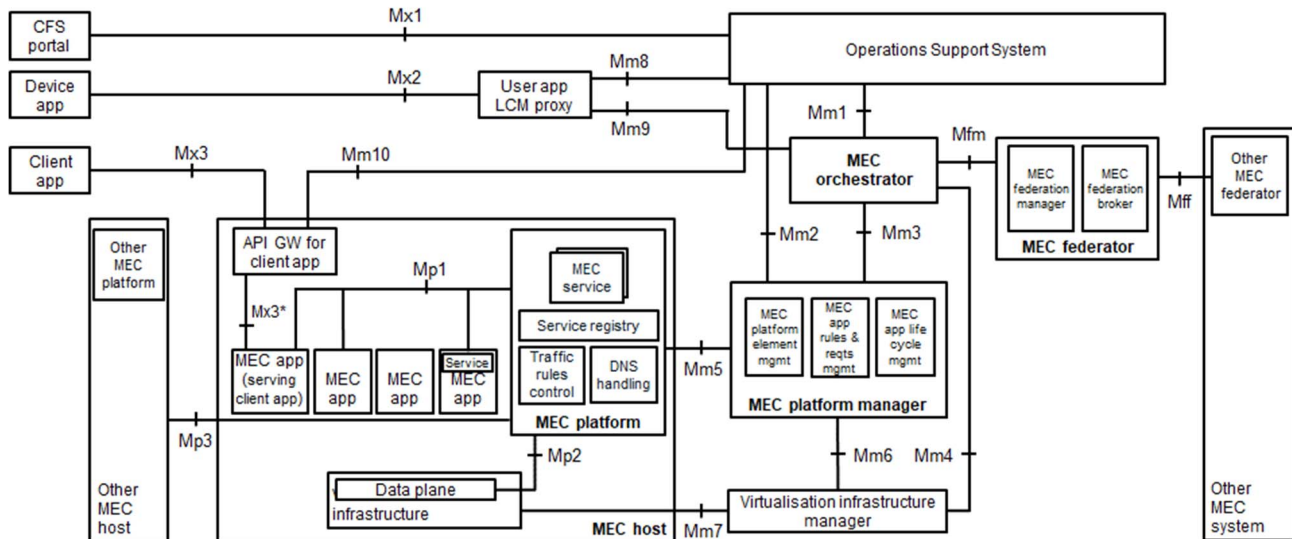 CFS
portal
Mx1
Operations Support System
Device
app
Mx2
User app
LCM proxy
Mm8
Mm9
Mm1
Client
app
Mx3
Mm10
MEC
orchestrator
Mfm
MEC
federation
manager
MEC
federation
broker
MEC federator
Mff
Other
MEC
federator
Other
MEC
platform
API GW for
client app
Mp1
MEC
service
Mm2
Mm3
Mx3*
Service registry
MEC
platform
element
mgmt
MEC
app
rules &
reqts
mgmt
MEC
app life
cycle
mgmt
MEC app
(serving
client app)
MEC
app
MEC
app
Service
MEC
app
Traffic
rules
control
DNS
handling
Mm5
MEC platform
MEC platform manager
Mp3
Mp2
Mm6
Mm4
Other
MEC
host
Data plane
infrastructure
MEC host
Mm7
Virtualisation infrastructure
manager
Other
MEC
system